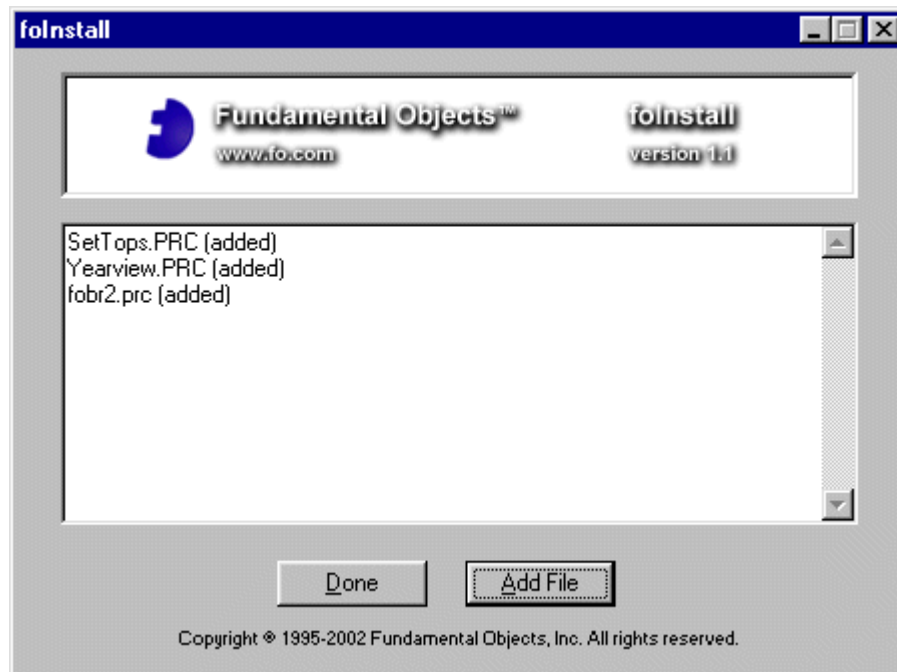 foInstall
Fundamental Objects™ foInstall
www.fo.com version 1.1
SetTops.PRC (added)
Yearview.PRC (added)
fobr2.prc (added)
Done Add File
Copyright ® 1995-2002 Fundamental Objects, Inc. All rights reserved.